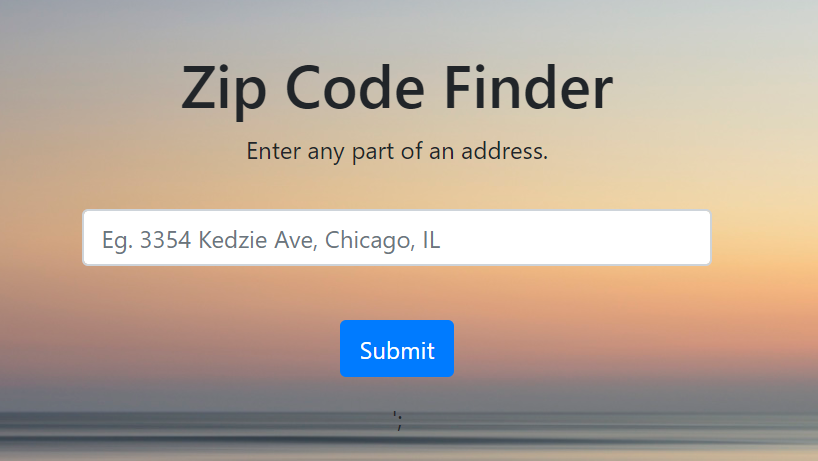 Zip Code Finder
Enter any part of an address.
Eg. 3354 Kedzie Ave, Chicago, IL
Submit
';